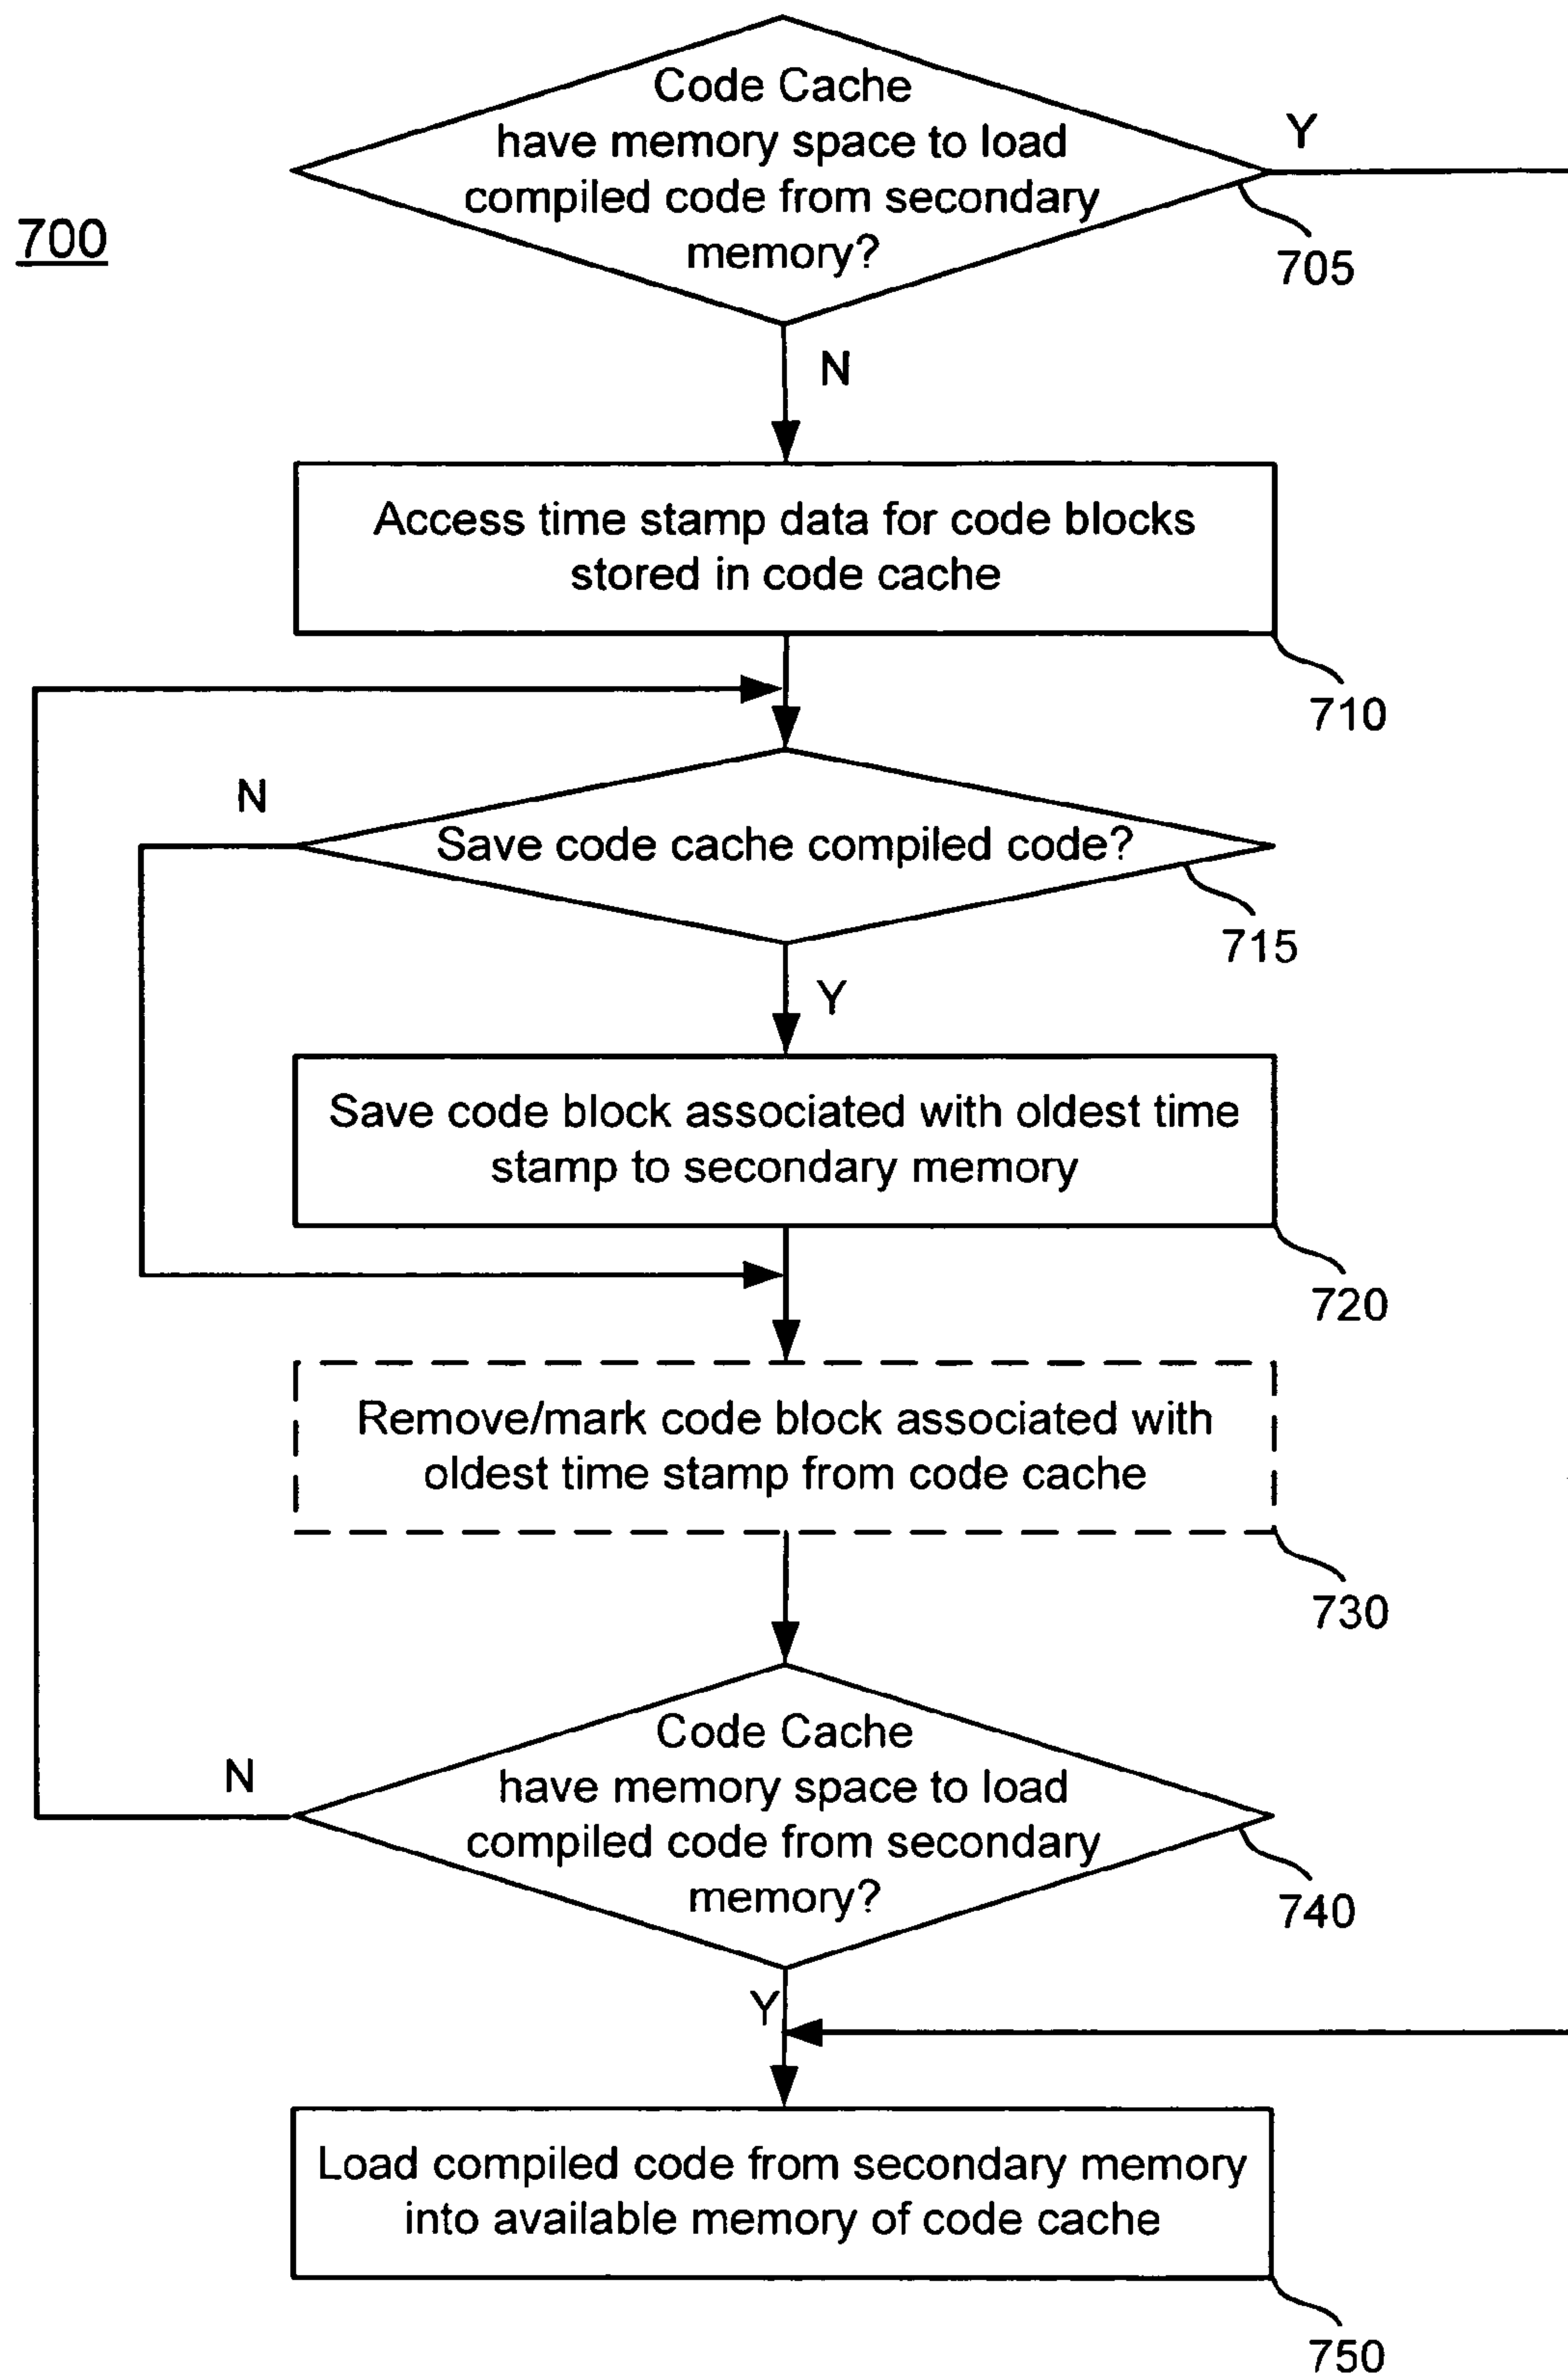 Code Cache
have memory space to load
compiled code from secondary
memory?
Y
705
700
N
Access time stamp data for code blocks
stored in code cache
710
N
Save code cache compiled code?
715
Y
Save code block associated with oldest time
stamp to secondary memory
720
Remove/mark code block associated with
oldest time stamp from code cache
730
Code Cache
have memory space to load
compiled code from secondary
memory?
N
740
Y
Load compiled code from secondary memory
into available memory of code cache
750